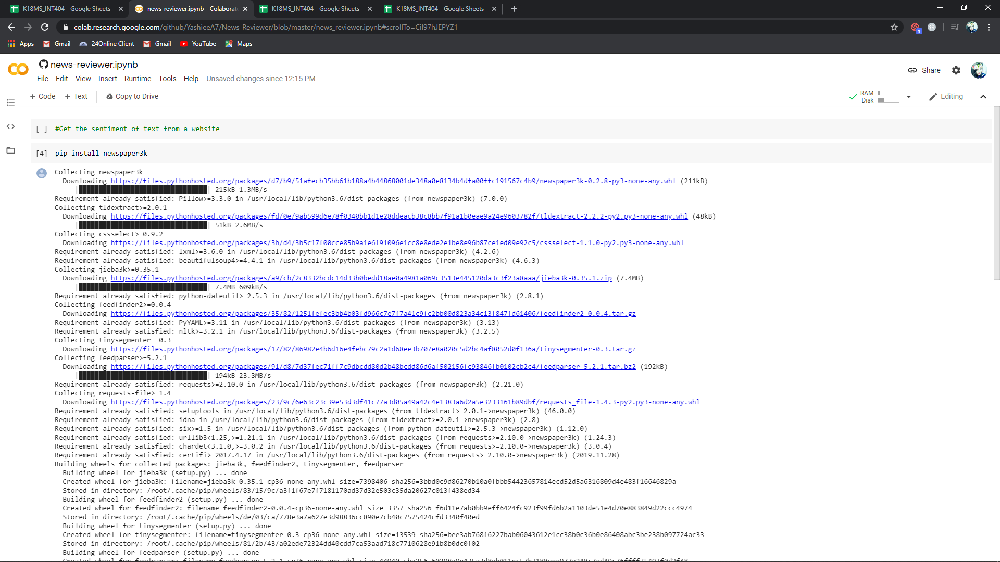 K18MS_INT404 - Google Sheets
news-reviewer.ipynb - Colaborato
K18MS_INT404 - Google Sheets
K18MS_INT404 - Google Sheets
colab.research.google.com/github/YashieeA7/News-Reviewer/blob/master/news_reviewer.ipynb#scrollTo=CiI97hJEPYZ1
1
Apps Gmail 24Online Client Gmail YouTube Maps
news-reviewer.ipynb
Share
File Edit View Insert Runtime Tools Help Unsaved changes since 12:15 PM
+ Code + Text Copy to Drive
RAM
Disk
Editing
[ ] #Get the sentiment of text from a website
[4] pip install newspaper3k
Collecting newspaper3k
Downloading https://files.pythonhosted.org/packages/d7/b9/51afecb35bb61b188a4b44868001de348a0e8134b4dfa00ffc191567c4b9/newspaper3k-0.2.8-py3-none-any.whl (211kB)
215kB 1.3MB/s
Requirement already satisfied: Pillow>=3.3.0 in /usr/local/lib/python3.6/dist-packages (from newspaper3k) (7.0.0)
Collecting tldextract>=2.0.1
Downloading https://files.pythonhosted.org/packages/fd/0e/9ab599d6e78f0340bb1d1e28ddeacb38c8bb7f91a1b0eae9a24e9603782f/tldextract-2.2.2-py2.py3-none-any.whl (48kB)
51kB 2.6MB/s
Collecting cssselect>=0.9.2
Downloading https://files.pythonhosted.org/packages/3b/d4/3b5c17f00cce85b9a1e6f91096e1cc8e8ede2e1be8e96b87ce1ed09e92c5/cssselect-1.1.0-py2.py3-none-any.whl
Requirement already satisfied: lxml>=3.6.0 in /usr/local/lib/python3.6/dist-packages (from newspaper3k) (4.2.6)
Requirement already satisfied: beautifulsoup4>=4.4.1 in /usr/local/lib/python3.6/dist-packages (from newspaper3k) (4.6.3)
Collecting jieba3k>=0.35.1
Downloading https://files.pythonhosted.org/packages/a9/cb/2c8332bcdc14d33b0bedd18ae0a4981a069c3513e445120da3c3f23a8aaa/jieba3k-0.35.1.zip (7.4MB)
7.4MB 609kB/s
Requirement already satisfied: python-dateutil>=2.5.3 in /usr/local/lib/python3.6/dist-packages (from newspaper3k) (2.8.1)
Collecting feedfinder2>=0.0.4
Downloading https://files.pythonhosted.org/packages/35/82/1251fefec3bb4b03fd966c7e7f7a41c9fc2bb00d823a34c13f847fd61406/feedfinder2-0.0.4.tar.gz
Requirement already satisfied: PyYAML>=3.11 in /usr/local/lib/python3.6/dist-packages (from newspaper3k) (3.13)
Requirement already satisfied: nltk>=3.2.1 in /usr/local/lib/python3.6/dist-packages (from newspaper3k) (3.2.5)
Collecting tinysegmenter==0.3
Downloading https://files.pythonhosted.org/packages/17/82/86982e4b6d16e4febc79c2a1d68ee3b707e8a020c5d2bc4af8052d0f136a/tinysegmenter-0.3.tar.gz
Collecting feedparser>=5.2.1
Downloading https://files.pythonhosted.org/packages/91/d8/7d37fec71ff7c9dbcdd80d2b48bcdd86d6af502156fc93846fb0102cb2c4/feedparser-5.2.1.tar.bz2 (192kB)
194kB 23.3MB/s
Requirement already satisfied: requests>=2.10.0 in /usr/local/lib/python3.6/dist-packages (from newspaper3k) (2.21.0)
Collecting requests-file>=1.4
Downloading https://files.pythonhosted.org/packages/23/9c/6e63c23c39e53d3df41c77a3d05a49a42c4e1383a6d2a5e3233161b89dbf/requests_file-1.4.3-py2.py3-none-any.whl
Requirement already satisfied: setuptools in /usr/local/lib/python3.6/dist-packages (from tldextract>=2.0.1->newspaper3k) (46.0.0)
Requirement already satisfied: idna in /usr/local/lib/python3.6/dist-packages (from tldextract>=2.0.1->newspaper3k) (2.8)
Requirement already satisfied: six>=1.5 in /usr/local/lib/python3.6/dist-packages (from python-dateutil>=2.5.3->newspaper3k) (1.12.0)
Requirement already satisfied: urllib3<1.25,>=1.21.1 in /usr/local/lib/python3.6/dist-packages (from requests>=2.10.0->newspaper3k) (1.24.3)
Requirement already satisfied: chardet<3.1.0,>=3.0.2 in /usr/local/lib/python3.6/dist-packages (from requests>=2.10.0->newspaper3k) (3.0.4)
Requirement already satisfied: certifi>=2017.4.17 in /usr/local/lib/python3.6/dist-packages (from requests>=2.10.0->newspaper3k) (2019.11.28)
Building wheels for collected packages: jieba3k, feedfinder2, tinysegmenter, feedparser
Building wheel for jieba3k (setup.py) ... done
Created wheel for jieba3k: filename=jieba3k-0.35.1-cp36-none-any.whl size=7398406 sha256=3bbd0c9d86270b10a0fbbb54423657814ecd52d5a6316809d4e483f16646829a
Stored in directory: /root/.cache/pip/wheels/83/15/9c/a3f1f67e7f7181170ad37d32e503c35da20627c013f438ed34
Building wheel for feedfinder2 (setup.py) ... done
Created wheel for feedfinder2: filename=feedfinder2-0.0.4-cp36-none-any.whl size=3357 sha256=f6d11e7ab0bb9eff6424fc923f99fd6b2a1103de51e4d70e883849d22ccc4974
Stored in directory: /root/.cache/pip/wheels/de/03/ca/778e3a7a627e3d98836cc890e7cb40c7575424cfd3340f40ed
Building wheel for tinysegmenter (setup.py) ... done
Created wheel for tinysegmenter: filename=tinysegmenter-0.3-cp36-none-any.whl size=13539 sha256=bee3ab768f6227bab06043612e1cc38b0c36b0e86408abc3be238b097724ac33
Stored in directory: /root/.cache/pip/wheels/81/2b/43/a02ede72324dd40cdd7ca53aad718c7710628e91b8b0dc0f02
Building wheel for feedparser (setup.py) ... done
Created wheel for feedparser: filename=feedparser-5.2.1-cp36-none-any.whl